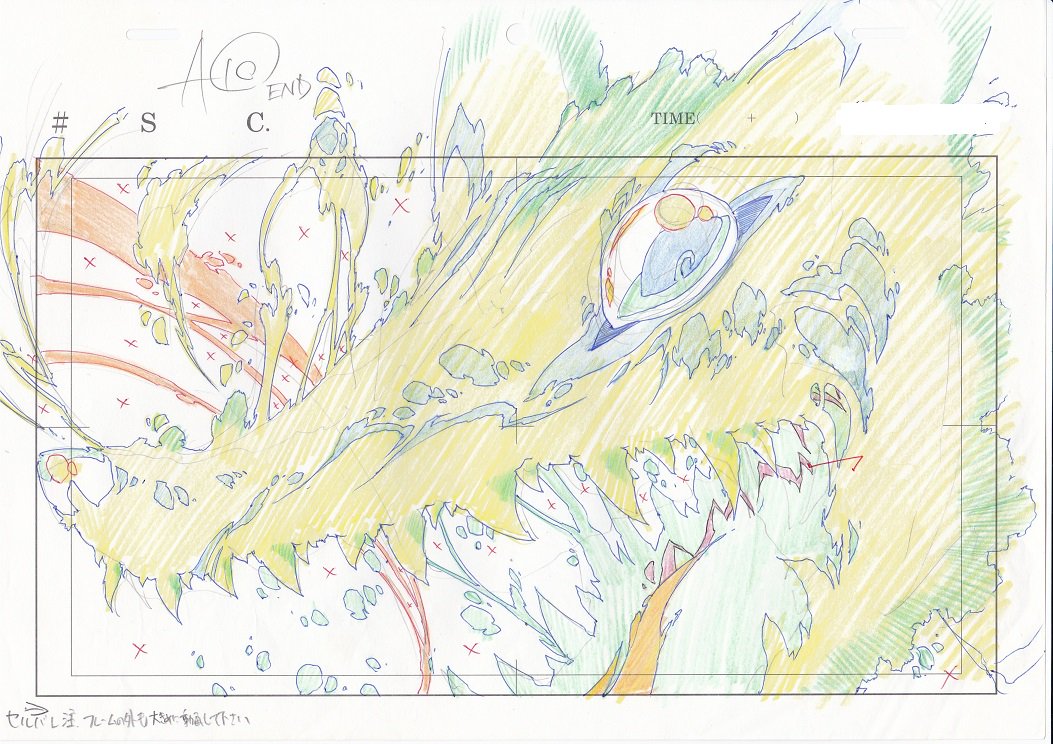 A⑩
END
# S C. TIME( + )
セルバレ注. フレームの外も大きめに動画して下さい